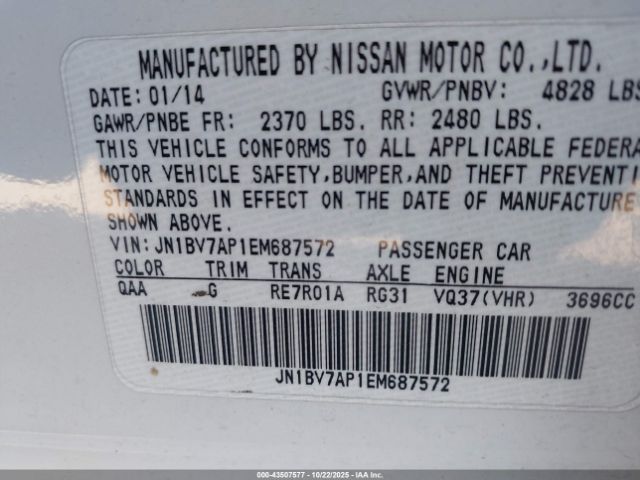 MANUFACTURED BY NISSAN MOTOR CO.,LTD.
DATE: 01/14 GVWR/PNBV: 4828 LBS
GAWR/PNBE FR: 2370 LBS. RR: 2480 LBS.
THIS VEHICLE CONFORMS TO ALL APPLICABLE FEDERA
MOTOR VEHICLE SAFETY,BUMPER,AND THEFT PREVENTI
STANDARDS IN EFFECT ON THE DATE OF MANUFACTURE
SHOWN ABOVE.
VIN: JN1BV7AP1EM687572 PASSENGER CAR
COLOR TRIM TRANS AXLE ENGINE
QAA G RE7R01A RG31 VQ37(VHR) 3696CC
JN1BV7AP1EM687572
000-43507577 - 10/22/2025 - IAAI.COM